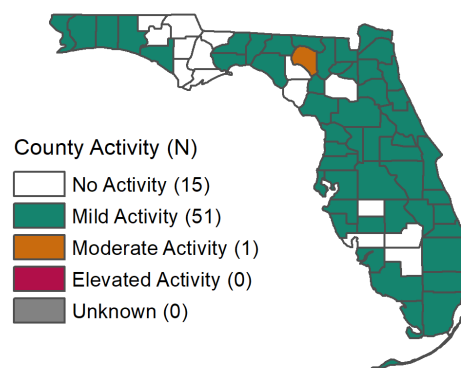 County Activity (N)
No Activity (15)
Mild Activity (51)
Moderate Activity (1)
Elevated Activity (0)
Unknown (0)